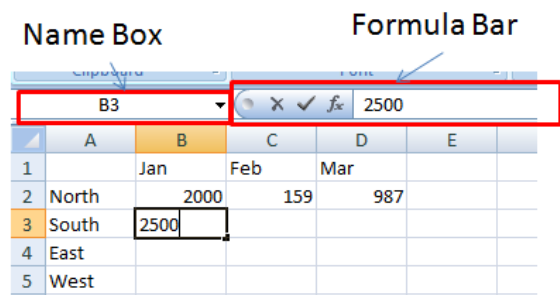 Name Box
Formula Bar
Clipboard
Font
B3 fx 2500
A B C D E
1 Jan Feb Mar
2 North 2000 159 987
3 South 2500
4 East
5 West